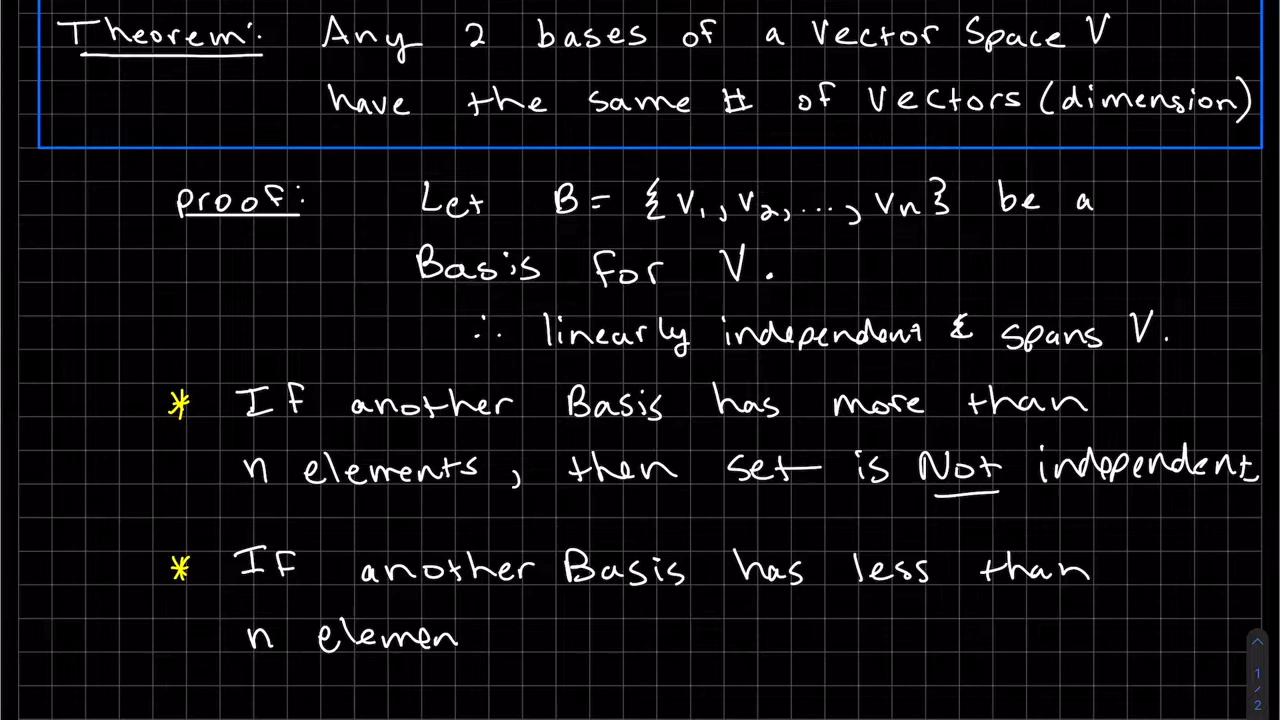 Theorem: Any 2 bases of a Vector Space V
have the same # of vectors (dimension)
proof: Let B = {v₁, v₂, ..., vₙ} be a
Basis for V.
∴ linearly independent & spans V.
* If another Basis has more than
n elements, then set is Not independent
* If another Basis has less than
n elemen
1
/
2